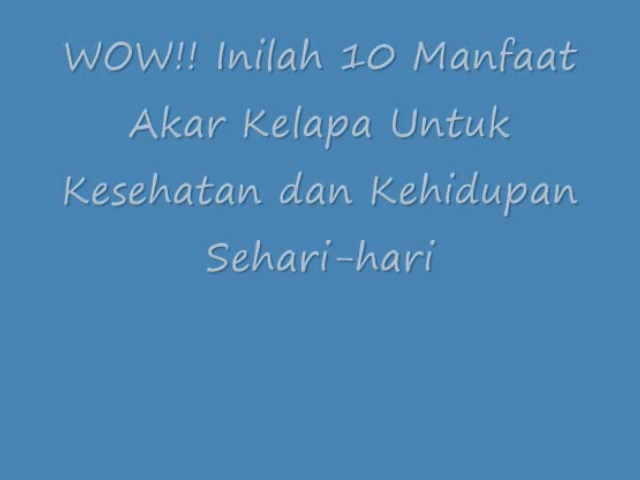 WOW!! Inilah 10 Manfaat
Akar Kelapa Untuk
Kesehatan dan Kehidupan
Sehari-hari